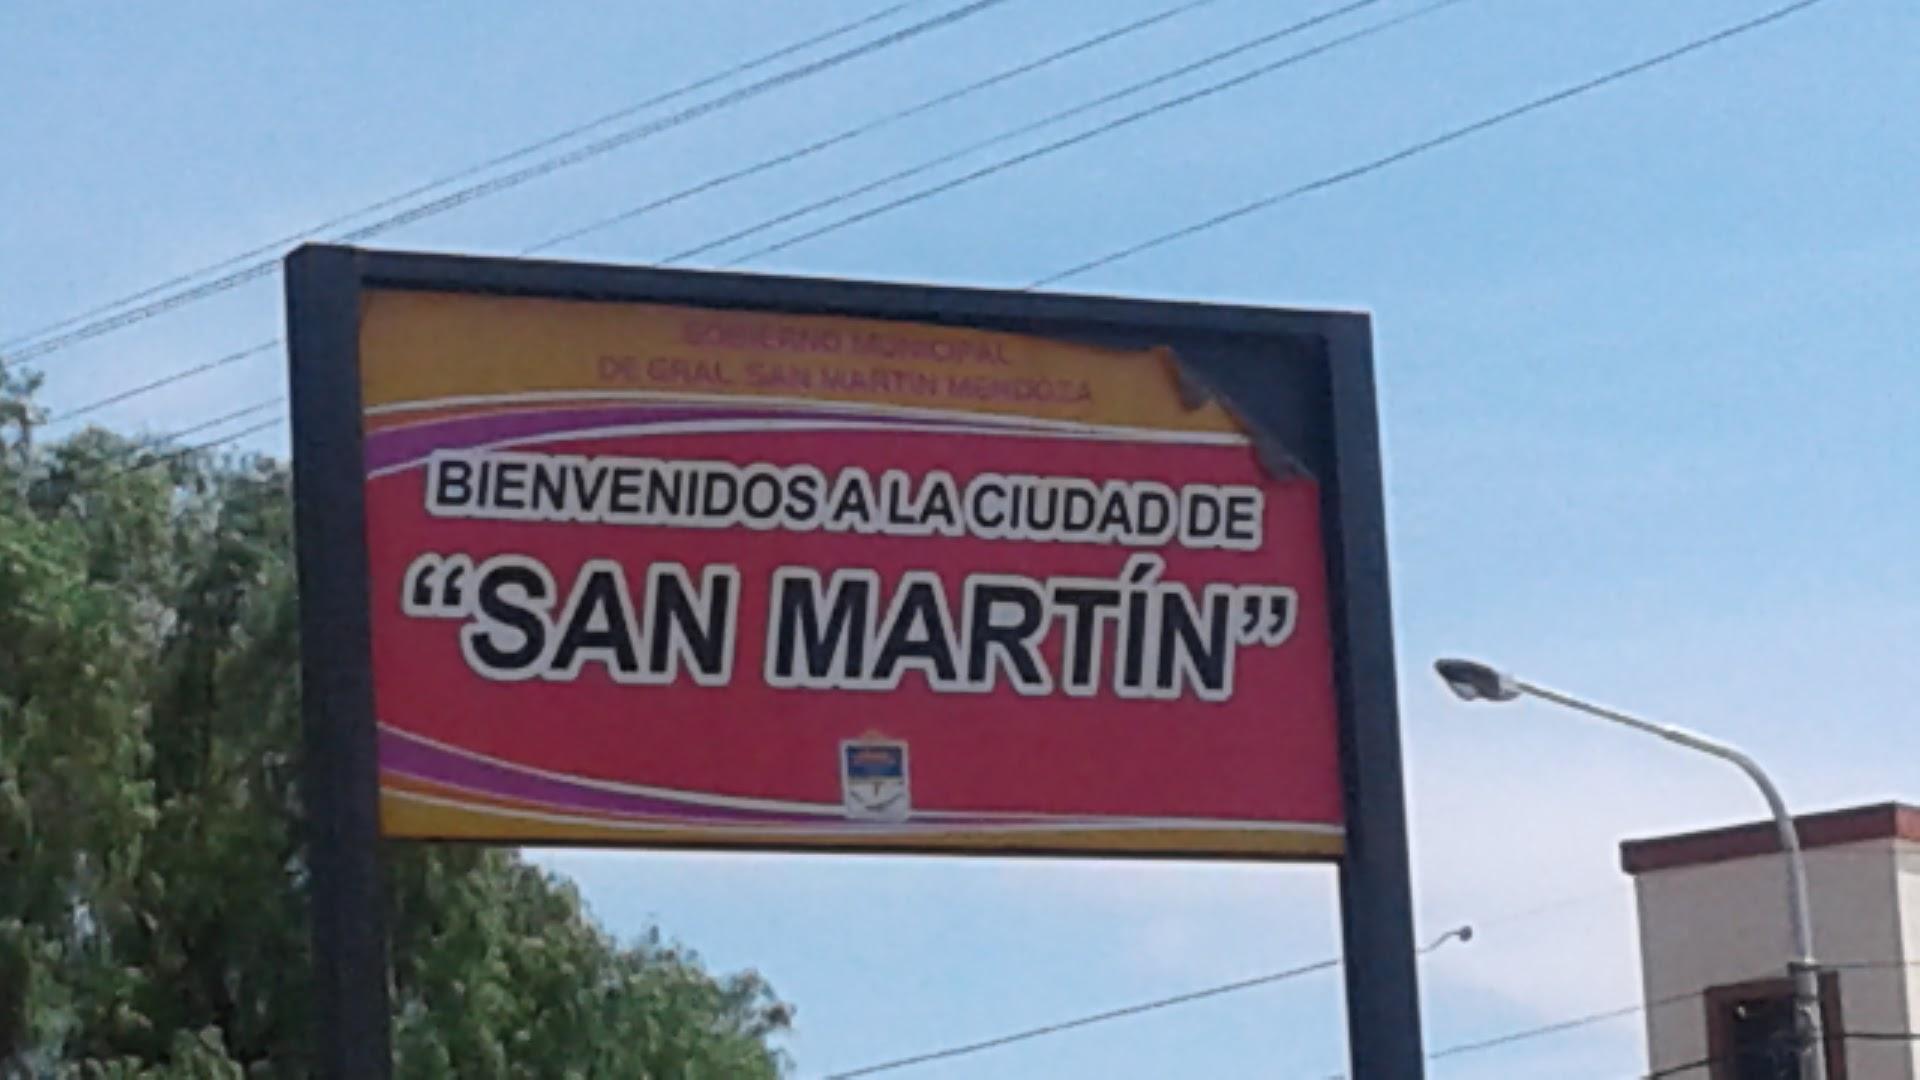 GOBIERNO MUNICIPAL
DE GRAL. SAN MARTIN MENDOZA
BIENVENIDOS A LA CIUDAD DE
“SAN MARTÍN”